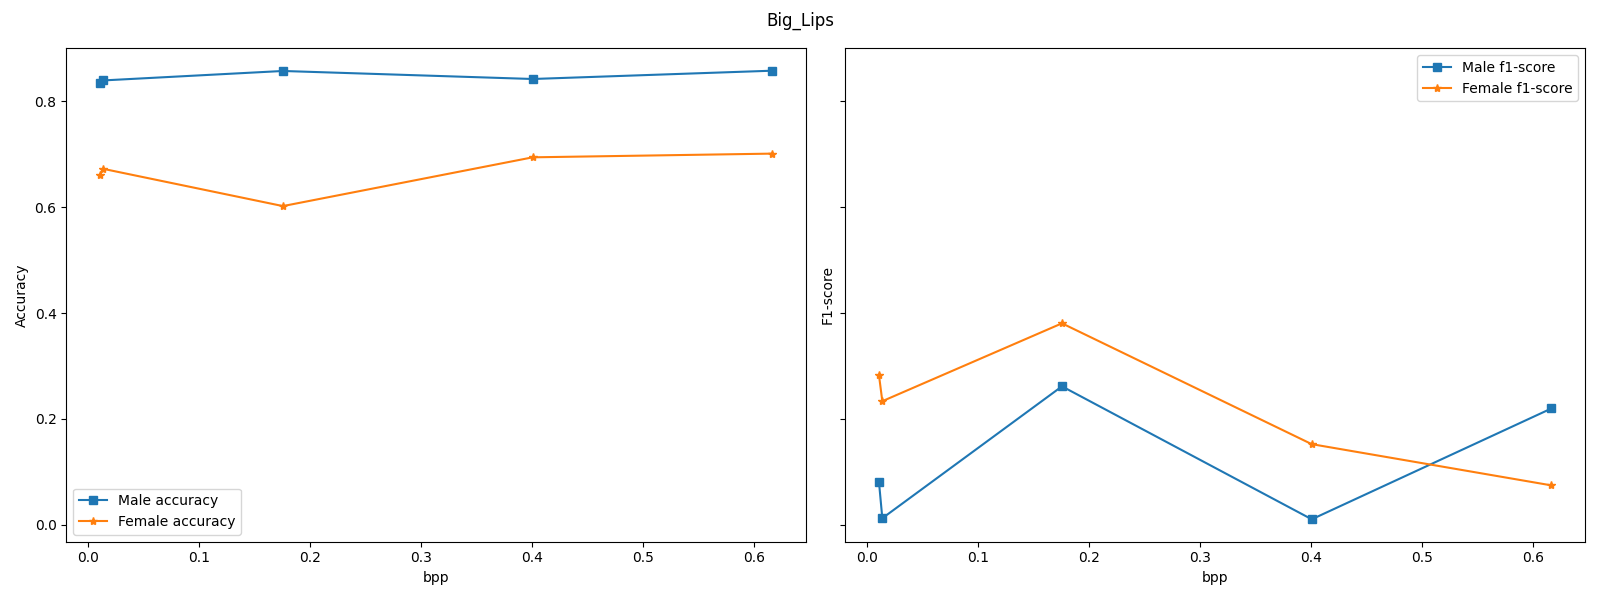 Big_Lips
Accuracy
0.8
0.6
0.4
0.2
0.0
Male accuracy
Female accuracy
0.0 0.1 0.2 0.3 0.4 0.5 0.6
bpp
F1-score
Male f1-score
Female f1-score
0.0 0.1 0.2 0.3 0.4 0.5 0.6
bpp